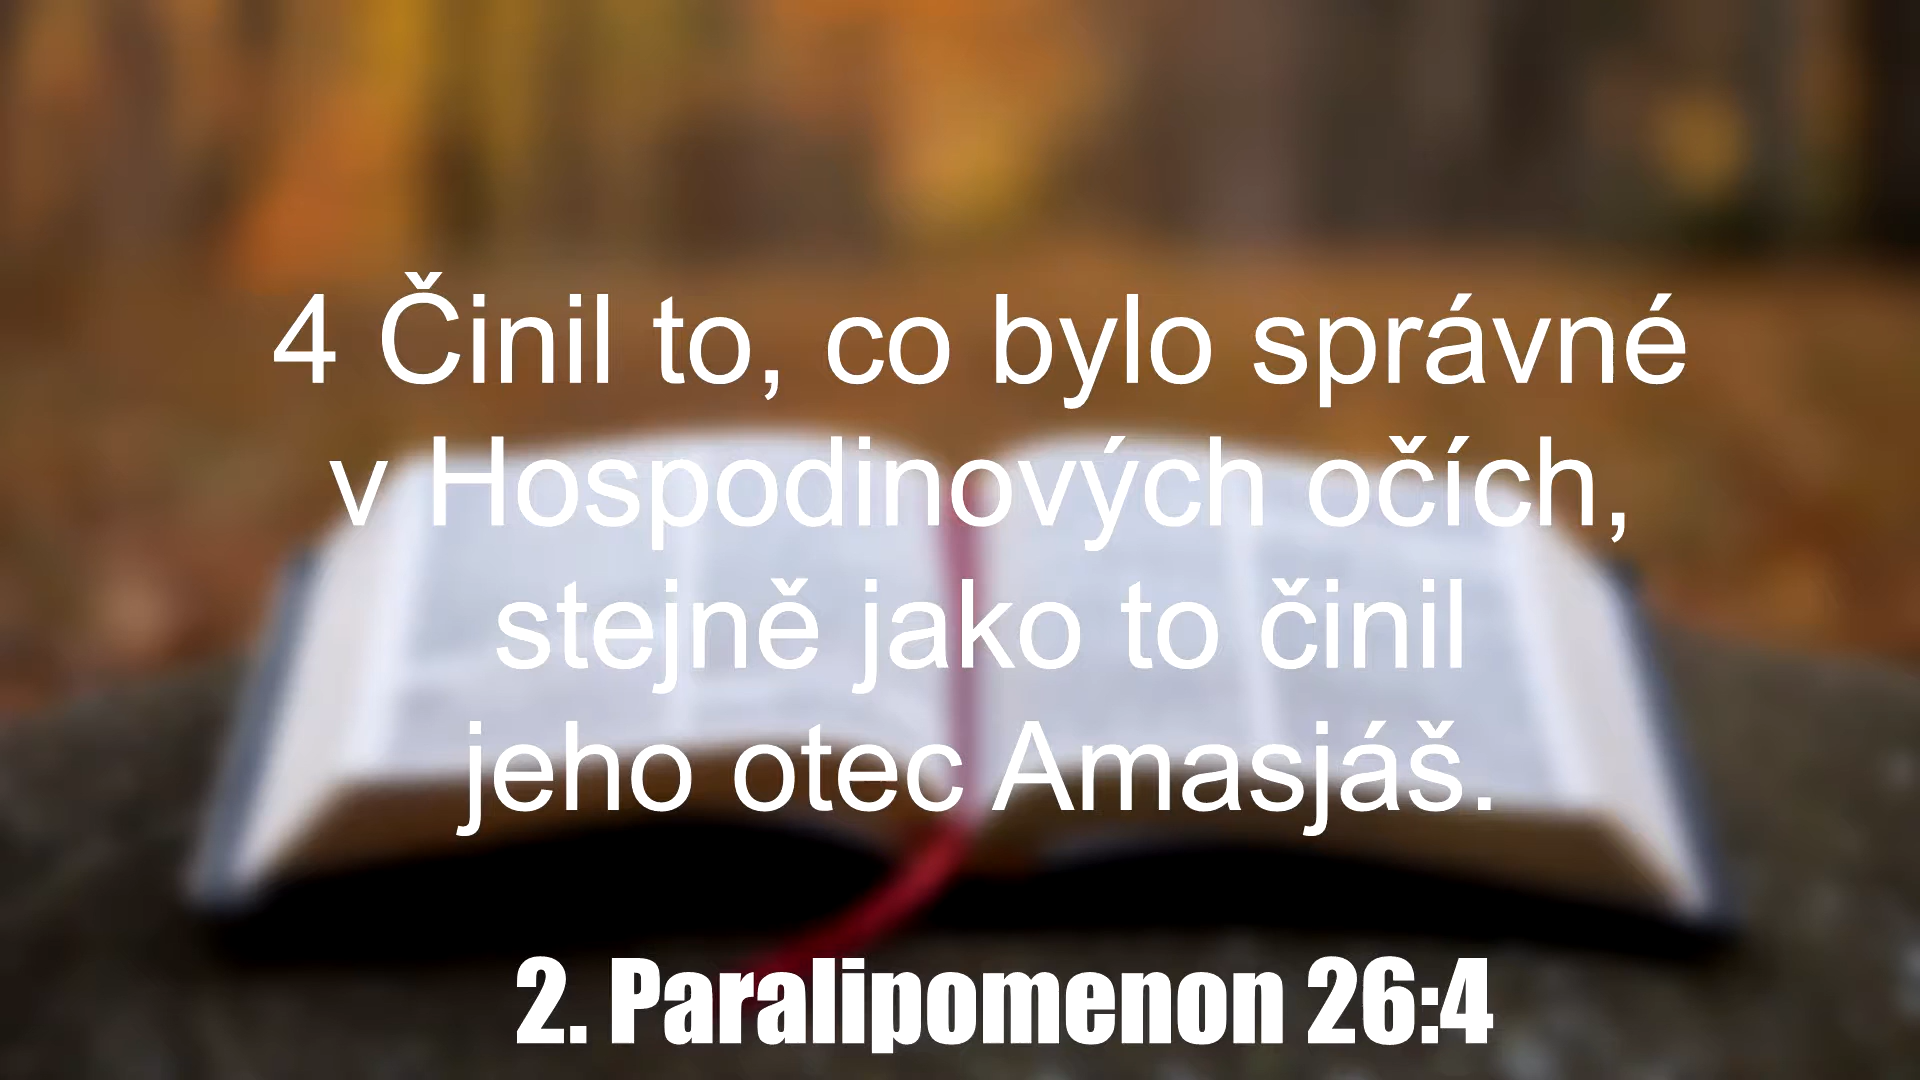 4 Činil to, co bylo správné
v Hospodinových očích,
stejně jako to činil
jeho otec Amasjáš.
2. Paralipomenon 26:4